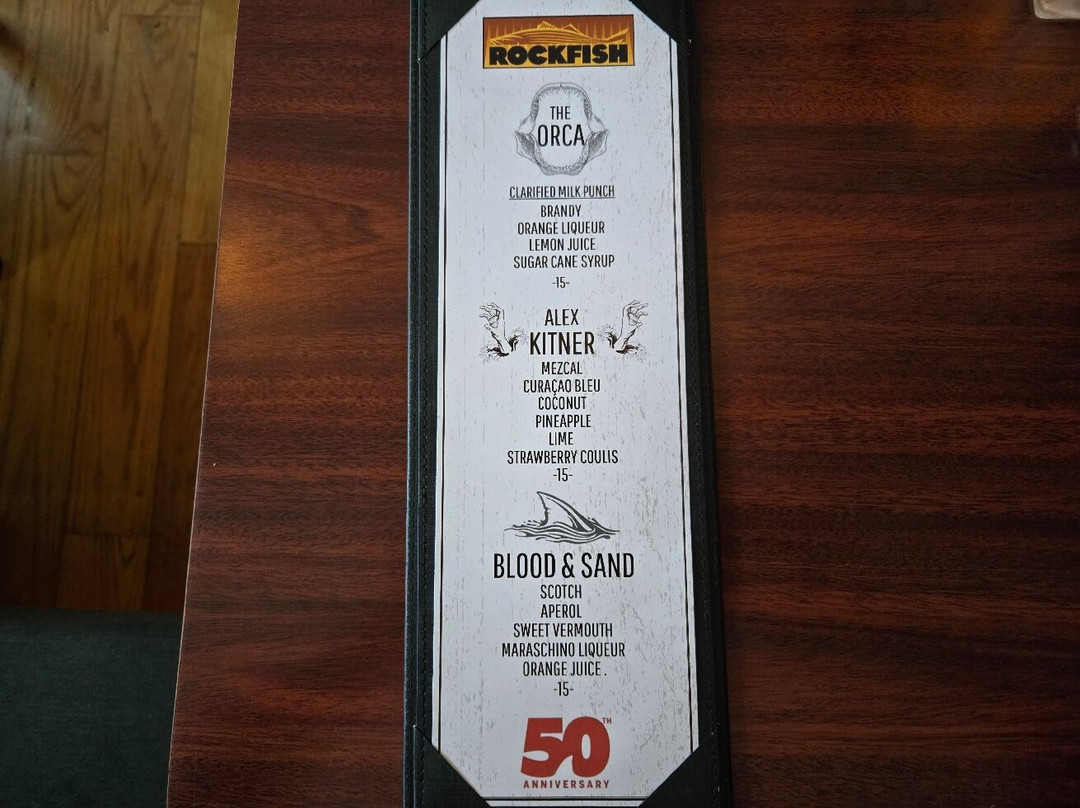 ROCKFISH
THE
ORCA
CLARIFIED MILK PUNCH
BRANDY
ORANGE LIQUEUR
LEMON JUICE
SUGAR CANE SYRUP
-15-
ALEX
KITNER
MEZCAL
CURAÇAO BLEU
COCONUT
PINEAPPLE
LIME
STRAWBERRY COULIS
-15-
BLOOD & SAND
SCOTCH
APEROL
SWEET VERMOUTH
MARASCHINO LIQUEUR
ORANGE JUICE .
-15-
50TH
ANNIVERSARY